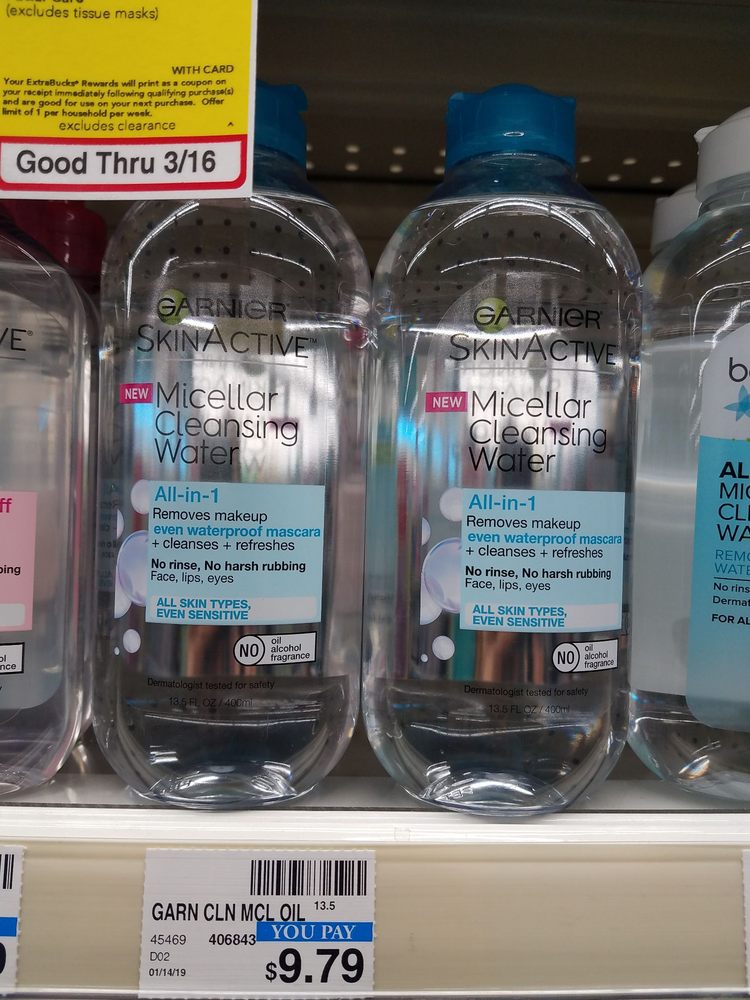 (excludes tissue masks)
WITH CARD
Your ExtraBucks® Rewards will print as a coupon on
your receipt immediately following qualifying purchase(s)
and are good for use on your next purchase. Offer
limit of 1 per household per week.
excludes clearance
Good Thru 3/16
GARNIER
SKINACTIVE™
NEW
Micellar
Cleansing
Water
All-in-1
Removes makeup
even waterproof mascara
+ cleanses + refreshes
No rinse, No harsh rubbing
Face, lips, eyes
ALL SKIN TYPES,
EVEN SENSITIVE
NO
oil
alcohol
fragrance
Dermatologist tested for safety
13.5 FL OZ / 400ml
GARNIER
SKINACTIVE
NEW
Micellar
Cleansing
Water
All-in-1
Removes makeup
even waterproof mascara
+ cleanses + refreshes
No rinse, No harsh rubbing
Face, lips, eyes
ALL SKIN TYPES,
EVEN SENSITIVE
NO
oil
alcohol
fragrance
Dermatologist tested for safety
13.5 FL OZ / 400ml
GARN CLN MCL OIL 13.5
45469 406843 YOU PAY
D02
01/14/19
$9.79